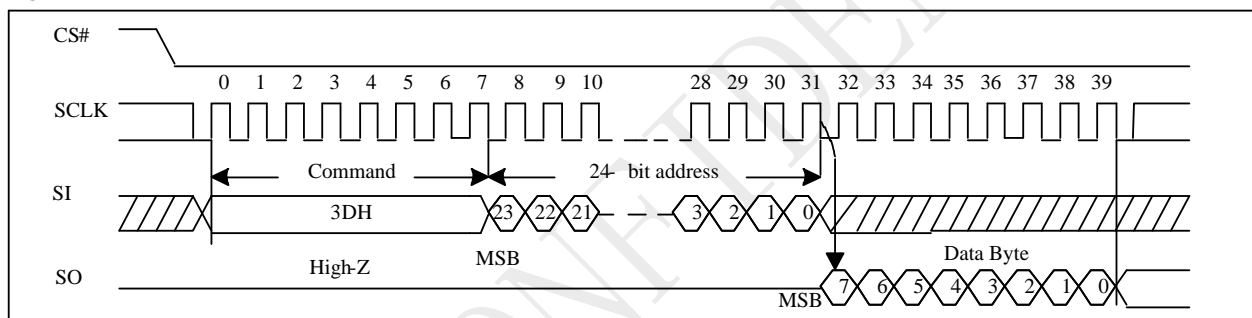 CS#
0 1 2 3 4 5 6 7 8 9 10 28 29 30 31 32 33 34 35 36 37 38 39
SCLK
Command 24- bit address
SI
3DH 23 22 21 3 2 1 0
High-Z MSB Data Byte
SO
MSB 7 6 5 4 3 2 1 0